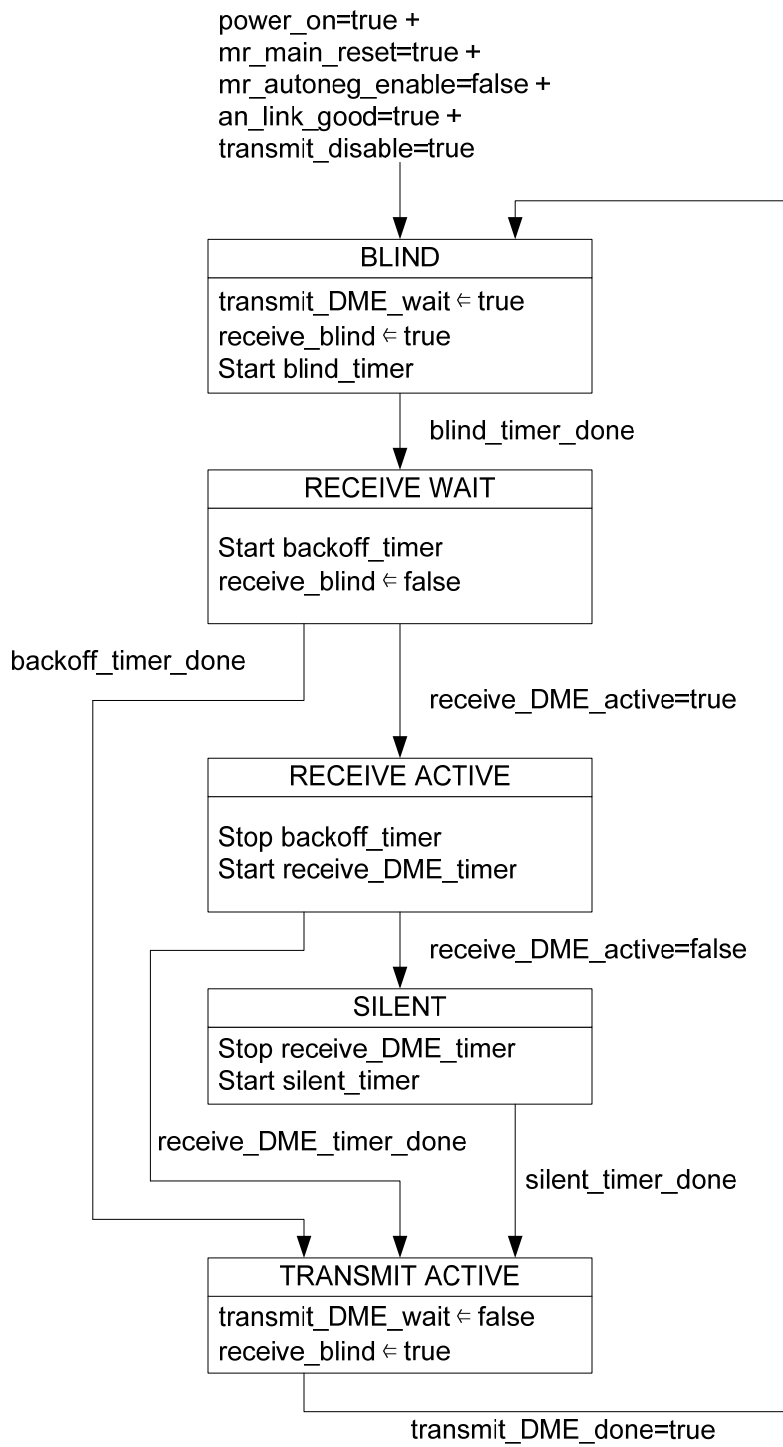 power_on=true +
mr_main_reset=true +
mr_autoneg_enable=false +
an_link_good=true +
transmit_disable=true
BLIND
transmit_DME_wait ⇐ true
receive_blind ⇐ true
Start blind_timer
blind_timer_done
RECEIVE WAIT
Start backoff_timer
receive_blind ⇐ false
backoff_timer_done
receive_DME_active=true
RECEIVE ACTIVE
Stop backoff_timer
Start receive_DME_timer
receive_DME_active=false
SILENT
Stop receive_DME_timer
Start silent_timer
receive_DME_timer_done
silent_timer_done
TRANSMIT ACTIVE
transmit_DME_wait ⇐ false
receive_blind ⇐ true
transmit_DME_done=true